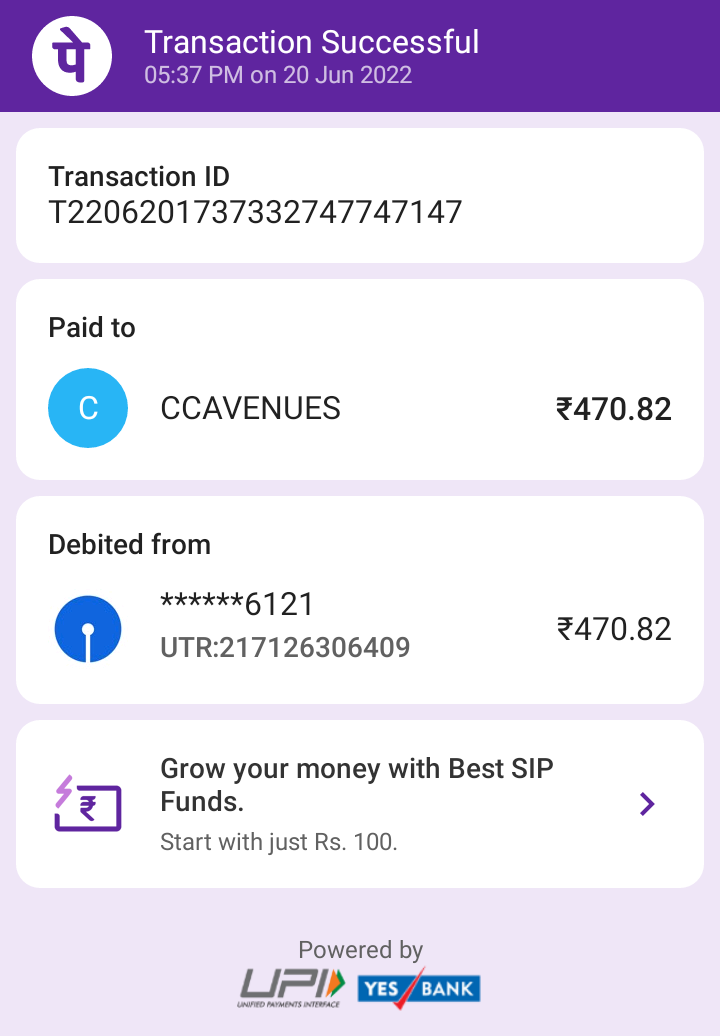 पे
Transaction Successful
05:37 PM on 20 Jun 2022
Transaction ID
T2206201737332747747147
Paid to
C
CCAVENUES
₹470.82
Debited from
******6121
UTR:217126306409
₹470.82
₹
Grow your money with Best SIP
Funds.
Start with just Rs. 100.
Powered by
UPI
UNIFIED PAYMENTS INTERFACE
YES BANK